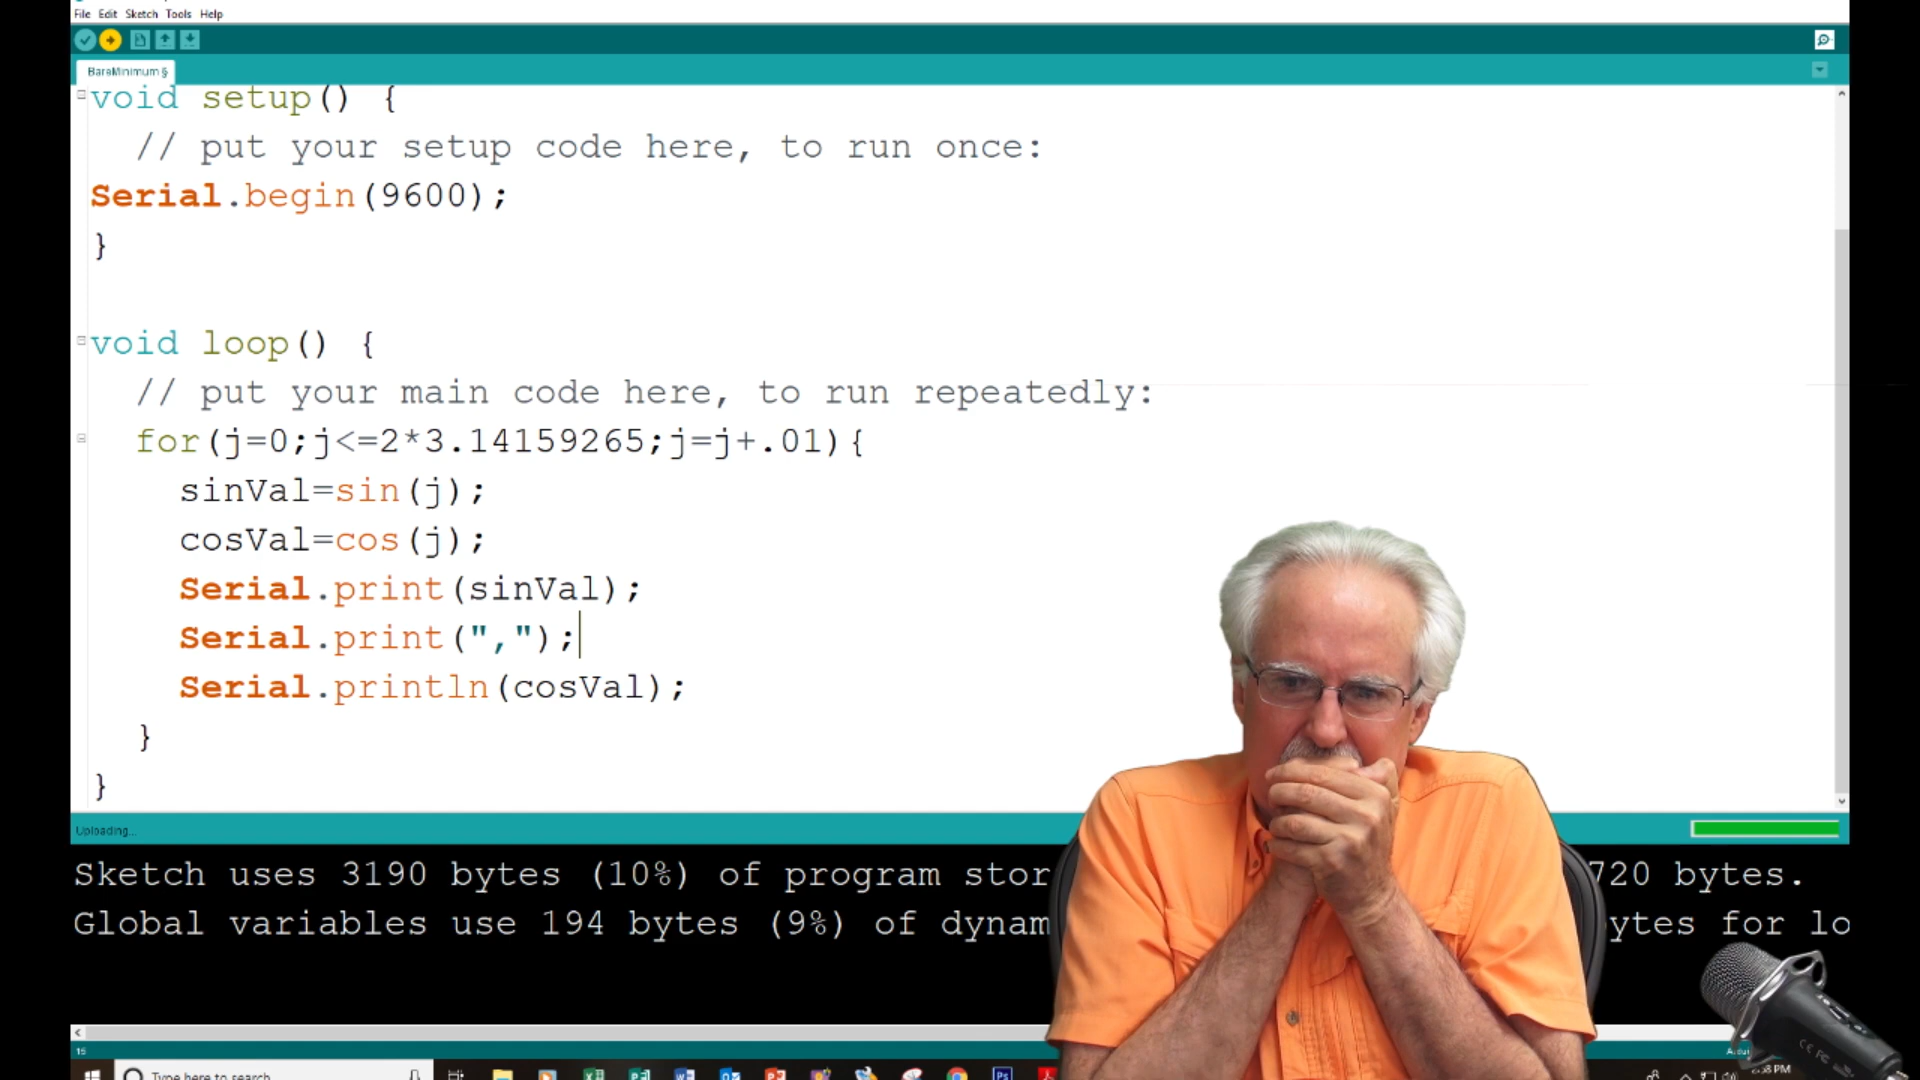 File Edit Sketch Tools Help
BareMinimum §
void setup() {
// put your setup code here, to run once:
Serial.begin(9600);
}
void loop() {
// put your main code here, to run repeatedly:
for(j=0;j<=2*3.14159265;j=j+.01){
sinVal=sin(j);
cosVal=cos(j);
Serial.print(sinVal);
Serial.print(",");
Serial.println(cosVal);
}
}
Uploading...
Sketch uses 3190 bytes (10%) of program stor 720 bytes.
Global variables use 194 bytes (9%) of dynam ytes for lo
15
Type here to search